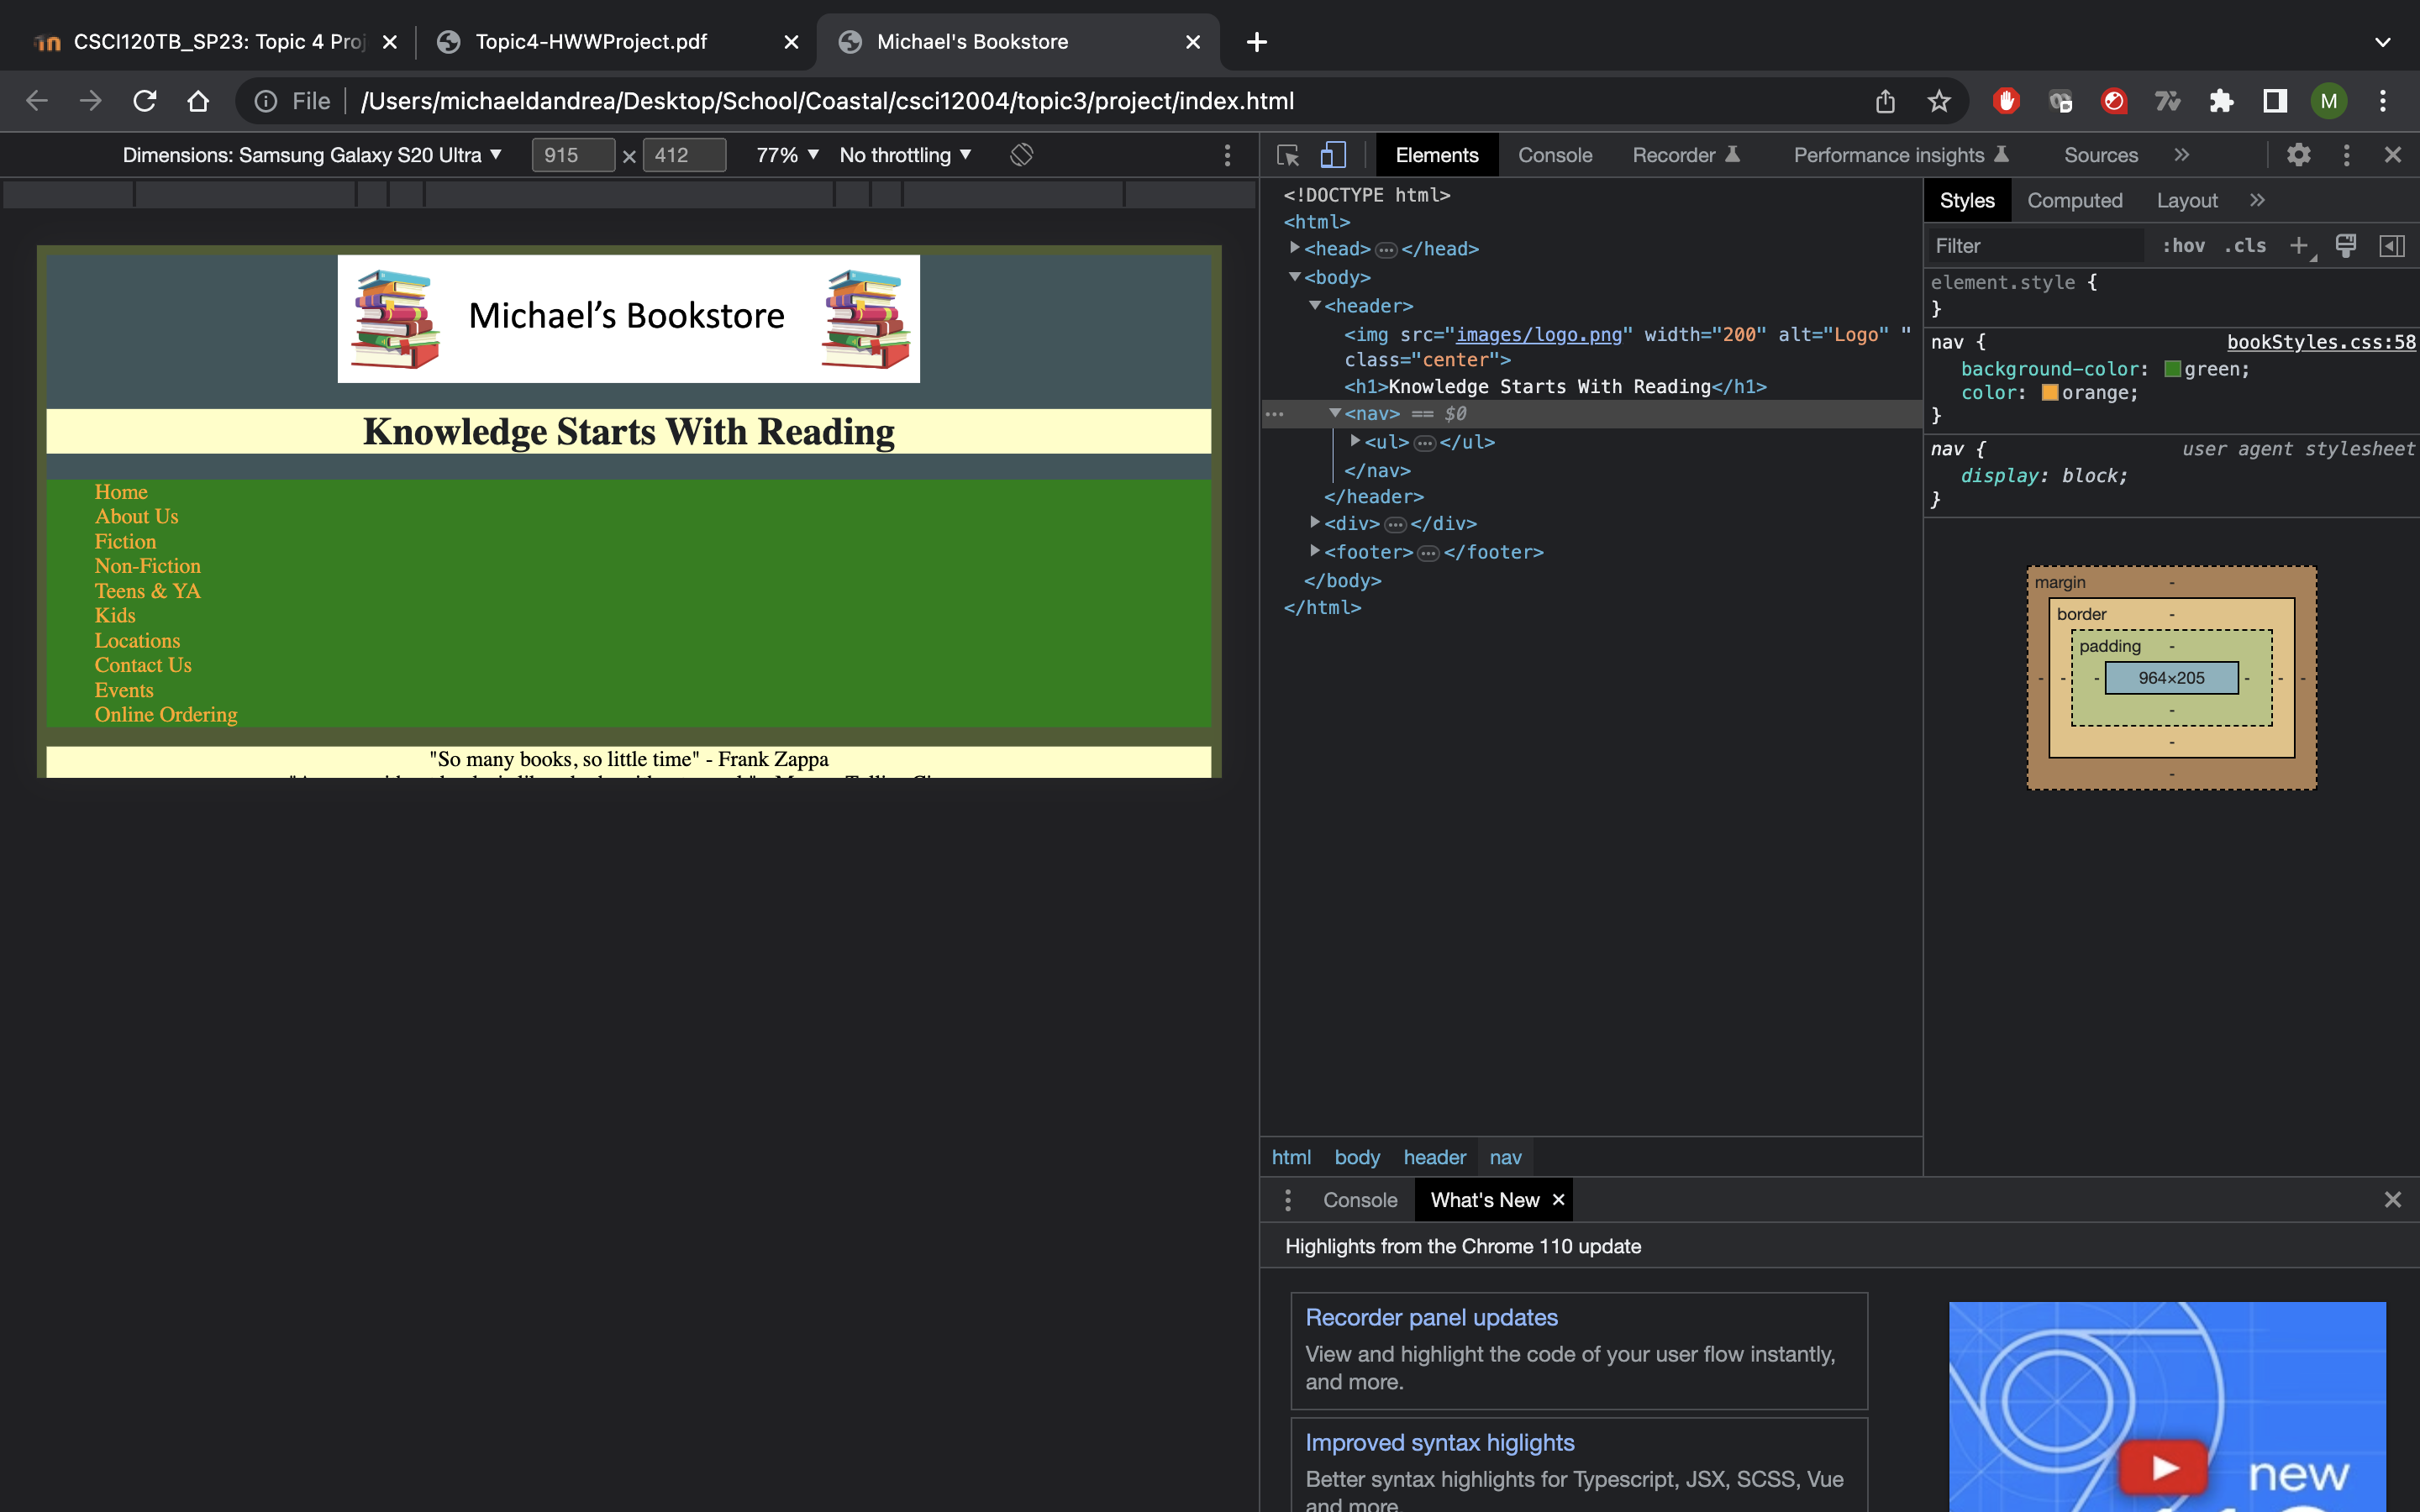 CSCI120TB_SP23: Topic 4 Proj
Topic4-HWWProject.pdf
Michael's Bookstore
File
/Users/michaeldandrea/Desktop/School/Coastal/csci12004/topic3/project/index.html
M
Dimensions: Samsung Galaxy S20 Ultra
915 × 412
77%
No throttling
Elements
Console
Recorder
Performance insights
Sources
Michael’s Bookstore
Knowledge Starts With Reading
Home
About Us
Fiction
Non-Fiction
Teens & YA
Kids
Locations
Contact Us
Events
Online Ordering
"So many books, so little time" - Frank Zappa
<!DOCTYPE html>
<html>
<head> … </head>
<body>
<header>
<img src="images/logo.png" width="200" alt="Logo" "
class="center">
<h1>Knowledge Starts With Reading</h1>
<nav> == $0
<ul> … </ul>
</nav>
</header>
<div> … </div>
<footer> … </footer>
</body>
</html>
Styles
Computed
Layout
Filter
:hov .cls
element.style {
}
nav { bookStyles.css:58
background-color: green;
color: orange;
}
nav { user agent stylesheet
display: block;
}
margin -
border -
padding -
- - - 964×205 - - -
-
-
-
html body header nav
Console
What's New
Highlights from the Chrome 110 update
Recorder panel updates
View and highlight the code of your user flow instantly,
and more.
Improved syntax higlights
Better syntax highlights for Typescript, JSX, SCSS, Vue
and more.
new